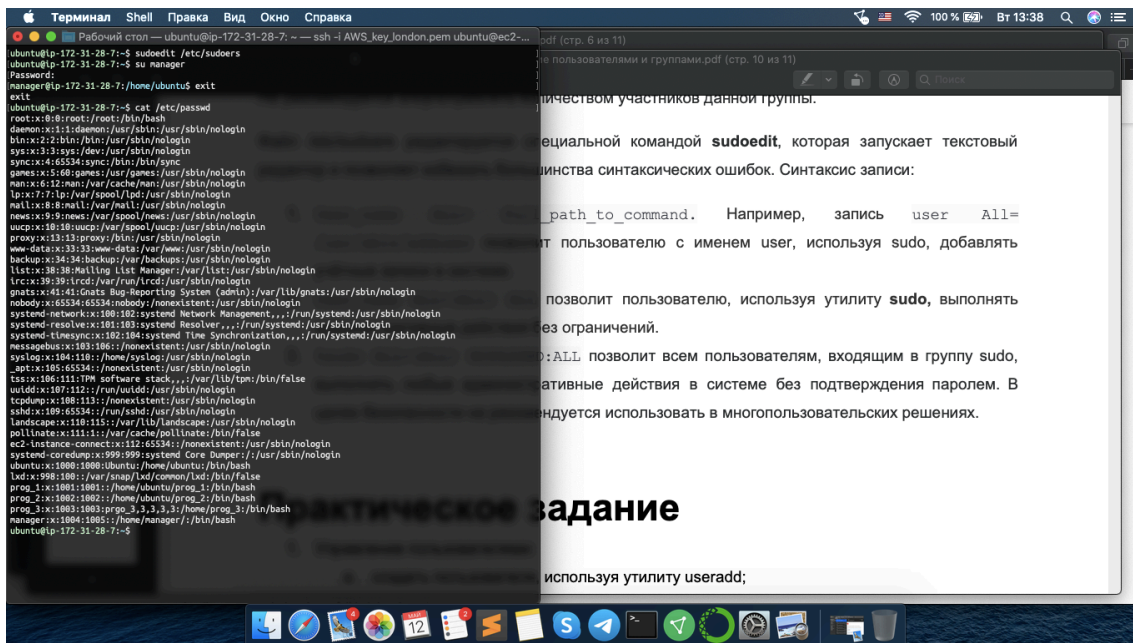 Терминал Shell Правка Вид Окно Справка 100 % Вт 13:38
Рабочий стол — ubuntu@ip-172-31-28-7: ~ — ssh -i AWS_key_london.pem ubuntu@ec2-...
ubuntu@ip-172-31-28-7:~$ sudoedit /etc/sudoers
ubuntu@ip-172-31-28-7:~$ su manager
Password:
manager@ip-172-31-28-7:/home/ubuntu$ exit
exit
ubuntu@ip-172-31-28-7:~$ cat /etc/passwd
root:x:0:0:root:/root:/bin/bash
daemon:x:1:1:daemon:/usr/sbin:/usr/sbin/nologin
bin:x:2:2:bin:/bin:/usr/sbin/nologin
sys:x:3:3:sys:/dev:/usr/sbin/nologin
sync:x:4:65534:sync:/bin:/bin/sync
games:x:5:60:games:/usr/games:/usr/sbin/nologin
man:x:6:12:man:/var/cache/man:/usr/sbin/nologin
lp:x:7:7:lp:/var/spool/lpd:/usr/sbin/nologin
mail:x:8:8:mail:/var/mail:/usr/sbin/nologin
news:x:9:9:news:/var/spool/news:/usr/sbin/nologin
uucp:x:10:10:uucp:/var/spool/uucp:/usr/sbin/nologin
proxy:x:13:13:proxy:/bin:/usr/sbin/nologin
www-data:x:33:33:www-data:/var/www:/usr/sbin/nologin
backup:x:34:34:backup:/var/backups:/usr/sbin/nologin
list:x:38:38:Mailing List Manager:/var/list:/usr/sbin/nologin
irc:x:39:39:ircd:/var/run/ircd:/usr/sbin/nologin
gnats:x:41:41:Gnats Bug-Reporting System (admin):/var/lib/gnats:/usr/sbin/nologin
nobody:x:65534:65534:nobody:/nonexistent:/usr/sbin/nologin
systemd-network:x:100:102:systemd Network Management,,,:/run/systemd:/usr/sbin/nologin
systemd-resolve:x:101:103:systemd Resolver,,,:/run/systemd:/usr/sbin/nologin
systemd-timesync:x:102:104:systemd Time Synchronization,,,:/run/systemd:/usr/sbin/nologin
messagebus:x:103:106::/nonexistent:/usr/sbin/nologin
syslog:x:104:110::/home/syslog:/usr/sbin/nologin
_apt:x:105:65534::/nonexistent:/usr/sbin/nologin
tss:x:106:111:TPM software stack,,,:/var/lib/tpm:/bin/false
uuidd:x:107:112::/run/uuidd:/usr/sbin/nologin
tcpdump:x:108:113::/nonexistent:/usr/sbin/nologin
sshd:x:109:65534::/run/sshd:/usr/sbin/nologin
landscape:x:110:115::/var/lib/landscape:/usr/sbin/nologin
pollinate:x:111:1::/var/cache/pollinate:/bin/false
ec2-instance-connect:x:112:65534::/nonexistent:/usr/sbin/nologin
systemd-coredump:x:999:999:systemd Core Dumper:/:/usr/sbin/nologin
ubuntu:x:1000:1000:Ubuntu:/home/ubuntu:/bin/bash
lxd:x:998:100::/var/snap/lxd/common/lxd:/bin/false
prog_1:x:1001:1001::/home/ubuntu/prog_1:/bin/bash
prog_2:x:1002:1002::/home/ubuntu/prog_2:/bin/bash
prog_3:x:1003:1003:prgo_3,3,3,3,3:/home/prog_3:/bin/bash
manager:x:1004:1005::/home/manager/:/bin/bash
ubuntu@ip-172-31-28-7:~$
pdf (стр. 6 из 11)
ие пользователями и группами.pdf (стр. 10 из 11)
Поиск
количеством участников данной группы.
специальной командой sudoedit, которая запускает текстовый
большинства синтаксических ошибок. Синтаксис записи:
path_to_command. Например, запись user All=
пользователю с именем user, используя sudo, добавлять
позволит пользователю, используя утилиту sudo, выполнять
без ограничений.
:ALL позволит всем пользователям, входящим в группу sudo,
административные действия в системе без подтверждения паролем. В
рекомендуется использовать в многопользовательских решениях.
Практическое задание
используя утилиту useradd;
4
МАР
12
2